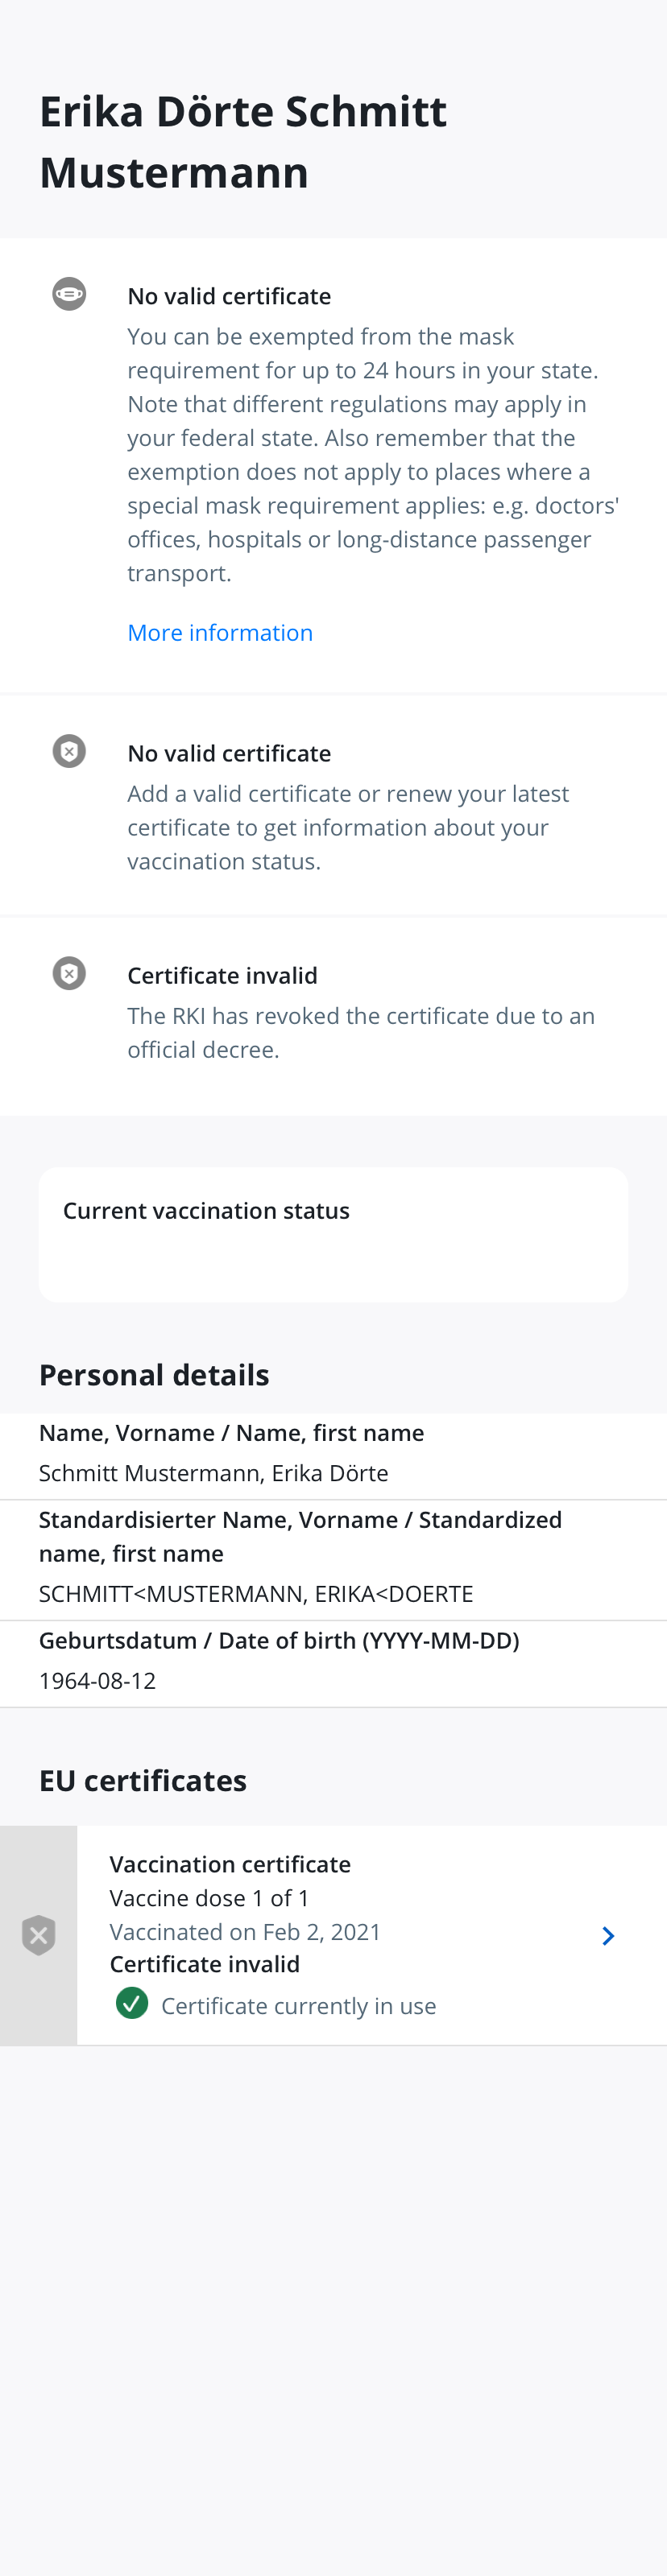 Erika Dörte Schmitt
Mustermann
No valid certificate
You can be exempted from the mask
requirement for up to 24 hours in your state.
Note that different regulations may apply in
your federal state. Also remember that the
exemption does not apply to places where a
special mask requirement applies: e.g. doctors'
offices, hospitals or long-distance passenger
transport.
More information
No valid certificate
Add a valid certificate or renew your latest
certificate to get information about your
vaccination status.
Certificate invalid
The RKI has revoked the certificate due to an
official decree.
Current vaccination status
Personal details
Name, Vorname / Name, first name
Schmitt Mustermann, Erika Dörte
Standardisierter Name, Vorname / Standardized
name, first name
SCHMITT<MUSTERMANN, ERIKA<DOERTE
Geburtsdatum / Date of birth (YYYY-MM-DD)
1964-08-12
EU certificates
Vaccination certificate
Vaccine dose 1 of 1
Vaccinated on Feb 2, 2021
Certificate invalid
Certificate currently in use